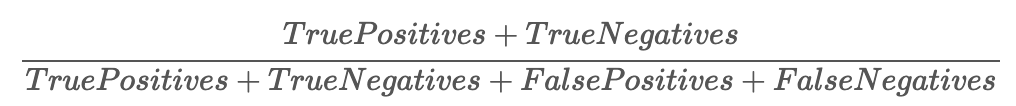 TruePositives + TrueNegatives
TruePositives + TrueNegatives + FalsePositives + FalseNegatives